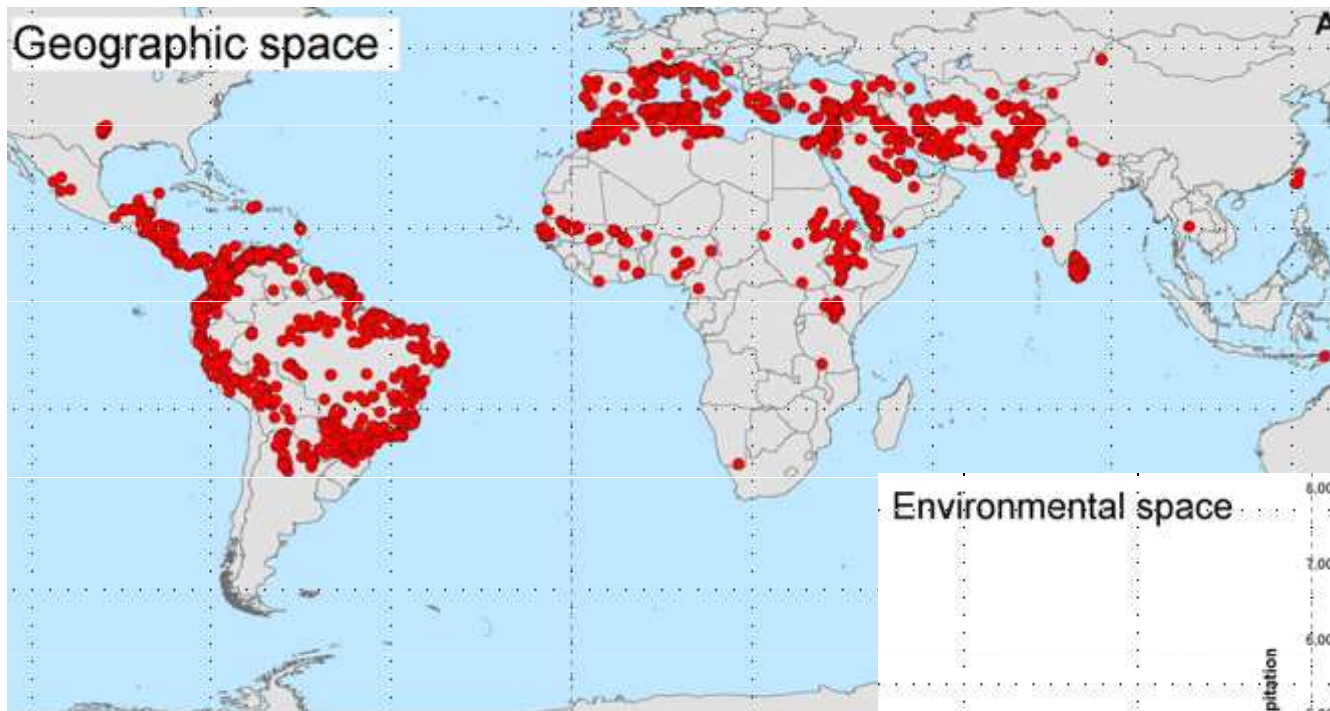 Geographic space
A
Environmental space
8,00
7,00
6,00
pitation